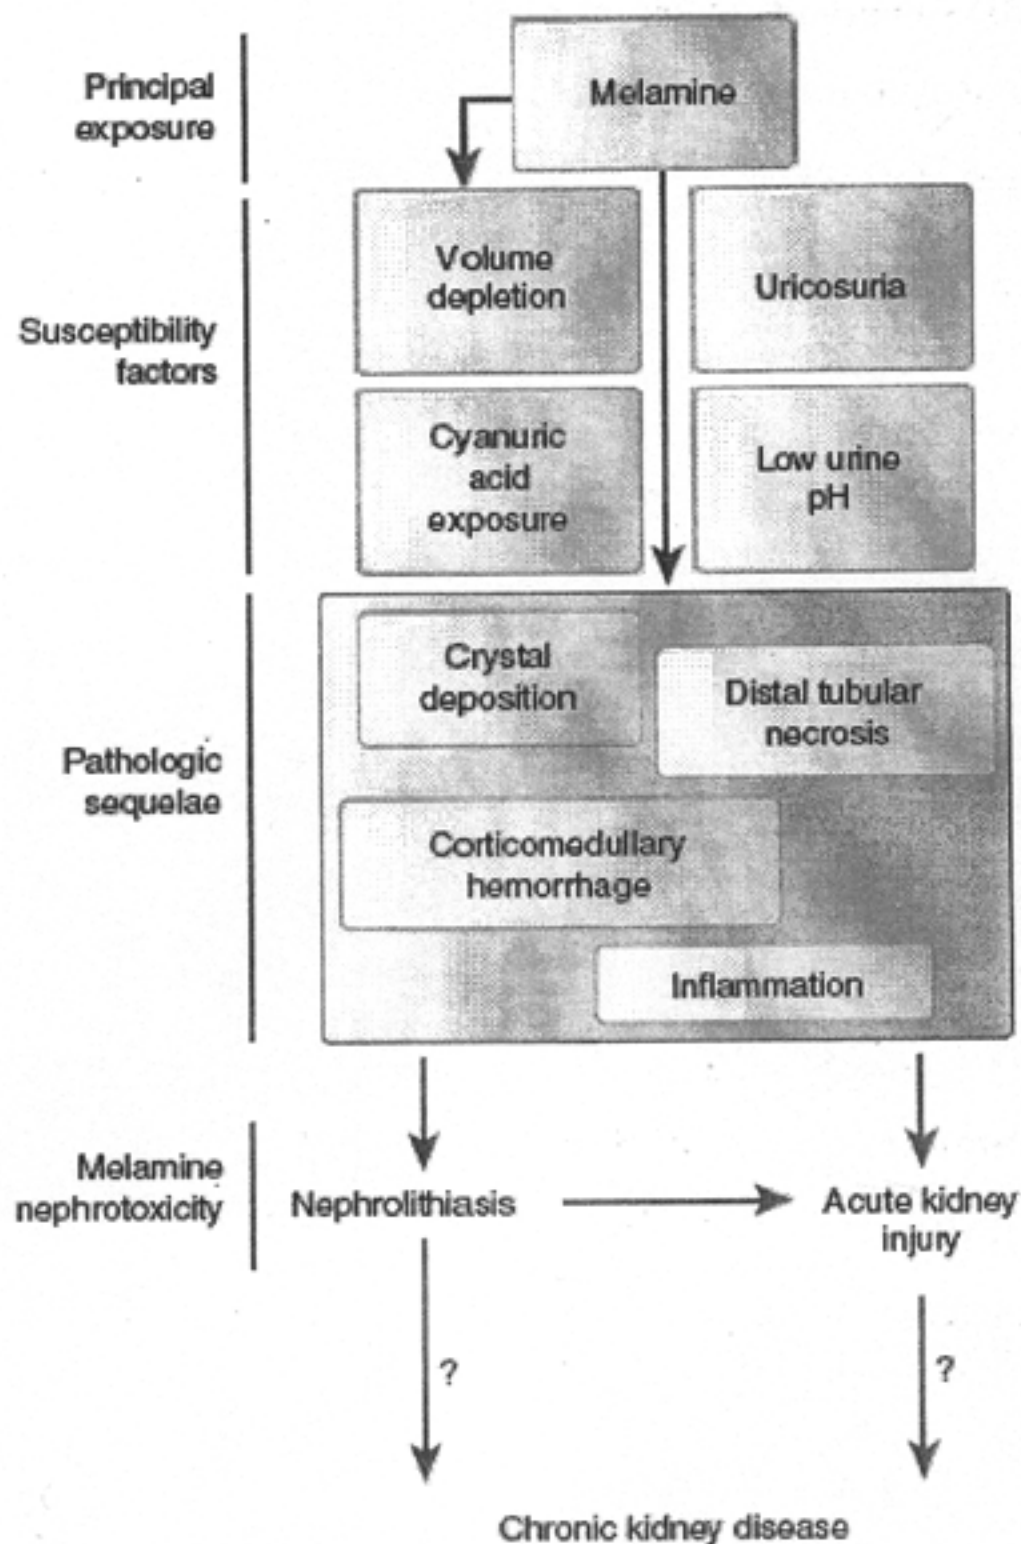 Principal
exposure
Melamine
Susceptibility
factors
Volume
depletion
Uricosuria
Cyanuric
acid
exposure
Low urine
pH
Pathologic
sequelae
Crystal
deposition
Distal tubular
necrosis
Corticomedullary
hemorrhage
Inflammation
Melamine
nephrotoxicity
Nephrolithiasis
Acute kidney
injury
?
?
Chronic kidney disease